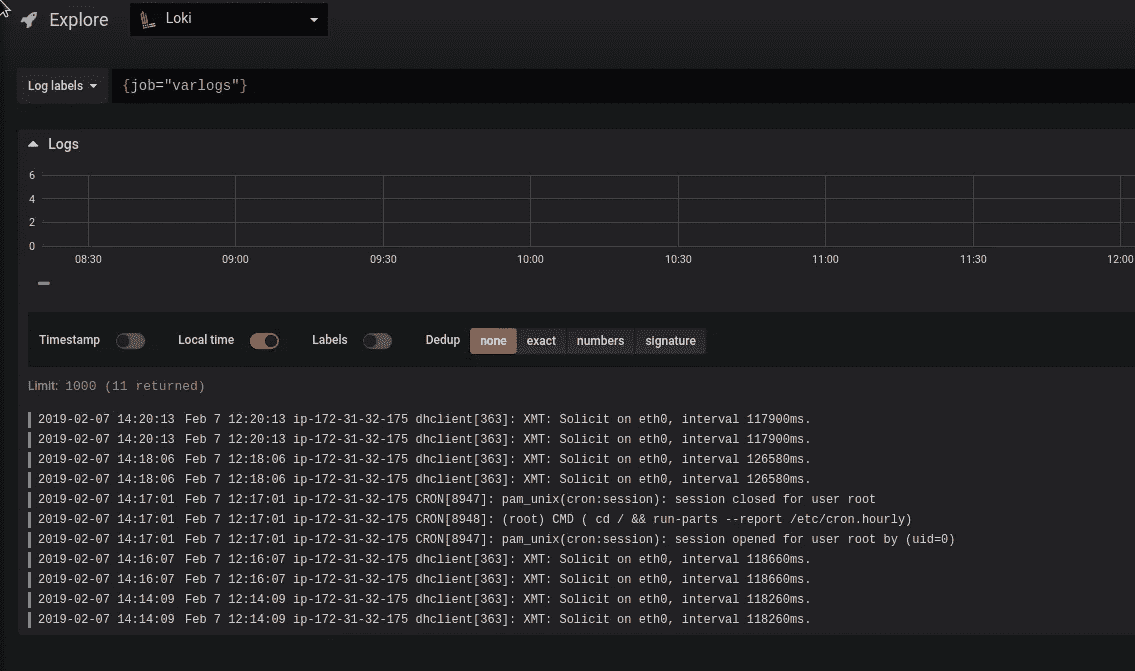 Explore Loki
Log labels {job="varlogs"}
Logs
6
4
2
0
08:30 09:00 09:30 10:00 10:30 11:00 11:30 12:00
Timestamp Local time Labels Dedup none exact numbers signature
Limit: 1000 (11 returned)
2019-02-07 14:20:13 Feb 7 12:20:13 ip-172-31-32-175 dhclient[363]: XMT: Solicit on eth0, interval 117900ms.
2019-02-07 14:20:13 Feb 7 12:20:13 ip-172-31-32-175 dhclient[363]: XMT: Solicit on eth0, interval 117900ms.
2019-02-07 14:18:06 Feb 7 12:18:06 ip-172-31-32-175 dhclient[363]: XMT: Solicit on eth0, interval 126580ms.
2019-02-07 14:18:06 Feb 7 12:18:06 ip-172-31-32-175 dhclient[363]: XMT: Solicit on eth0, interval 126580ms.
2019-02-07 14:17:01 Feb 7 12:17:01 ip-172-31-32-175 CRON[8947]: pam_unix(cron:session): session closed for user root
2019-02-07 14:17:01 Feb 7 12:17:01 ip-172-31-32-175 CRON[8948]: (root) CMD ( cd / && run-parts --report /etc/cron.hourly)
2019-02-07 14:17:01 Feb 7 12:17:01 ip-172-31-32-175 CRON[8947]: pam_unix(cron:session): session opened for user root by (uid=0)
2019-02-07 14:16:07 Feb 7 12:16:07 ip-172-31-32-175 dhclient[363]: XMT: Solicit on eth0, interval 118660ms.
2019-02-07 14:16:07 Feb 7 12:16:07 ip-172-31-32-175 dhclient[363]: XMT: Solicit on eth0, interval 118660ms.
2019-02-07 14:14:09 Feb 7 12:14:09 ip-172-31-32-175 dhclient[363]: XMT: Solicit on eth0, interval 118260ms.
2019-02-07 14:14:09 Feb 7 12:14:09 ip-172-31-32-175 dhclient[363]: XMT: Solicit on eth0, interval 118260ms.